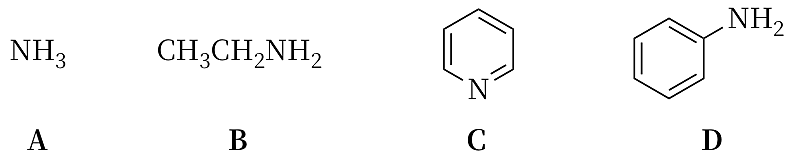 NH₃ CH₃CH₂NH₂ N NH₂
A B C D